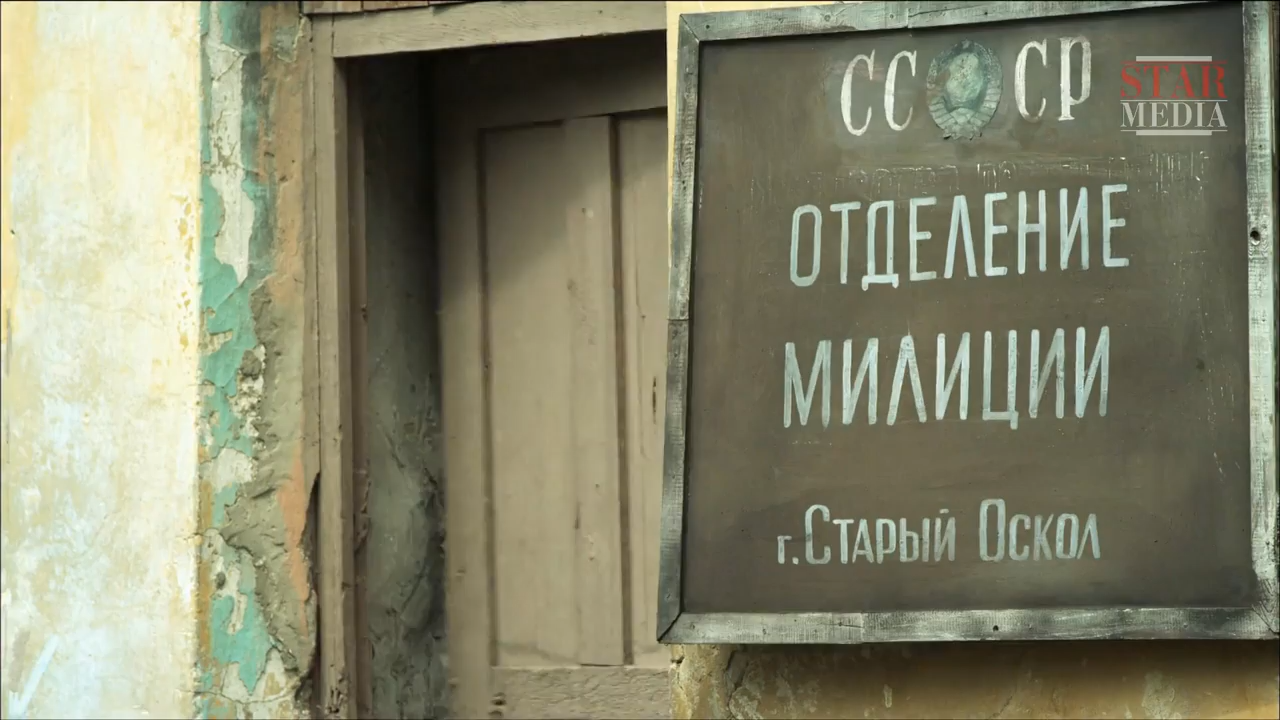 СССР
STAR
MEDIA
ОТДЕЛЕНИЕ
МИЛИЦИИ
г. Старый Оскол